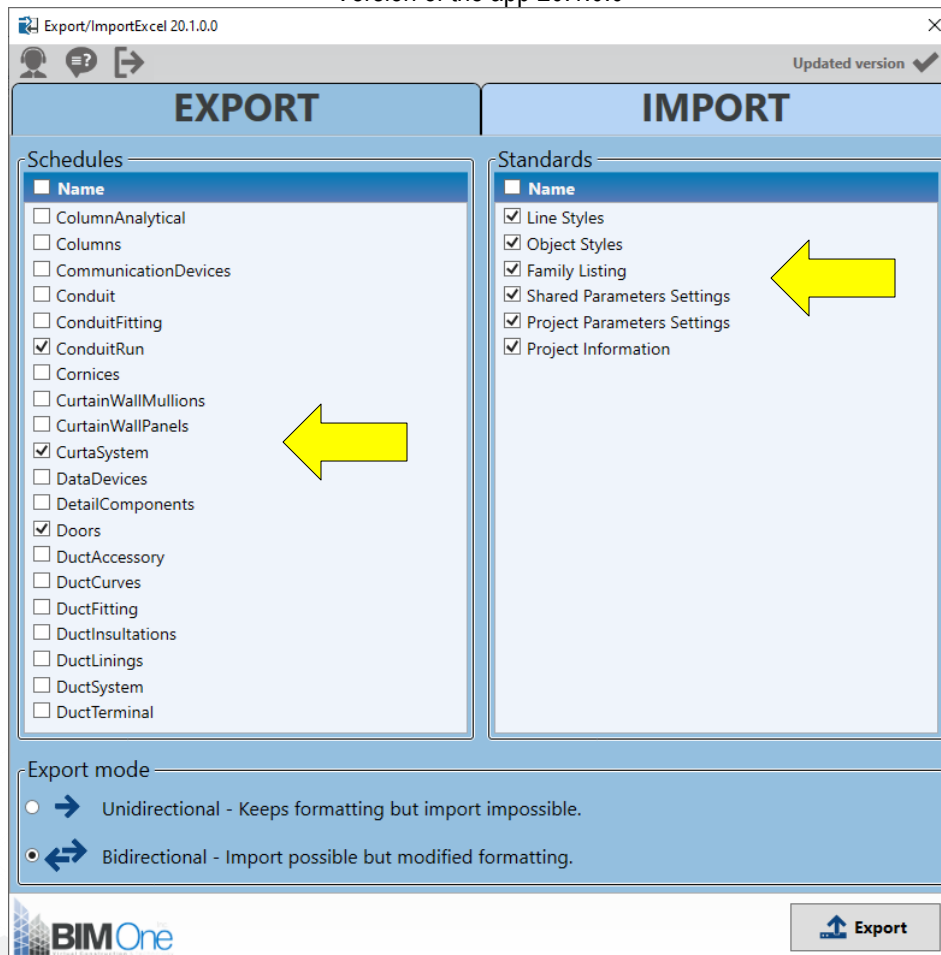 Export/ImportExcel 20.1.0.0
Updated version
EXPORT
IMPORT
Schedules
Name
ColumnAnalytical
Columns
CommunicationDevices
Conduit
ConduitFitting
ConduitRun
Cornices
CurtainWallMullions
CurtainWallPanels
CurtaSystem
DataDevices
DetailComponents
Doors
DuctAccessory
DuctCurves
DuctFitting
DuctInsultations
DuctLinings
DuctSystem
DuctTerminal
Standards
Name
Line Styles
Object Styles
Family Listing
Shared Parameters Settings
Project Parameters Settings
Project Information
Export mode
Unidirectional - Keeps formatting but import impossible.
Bidirectional - Import possible but modified formatting.
BIMOne
Export